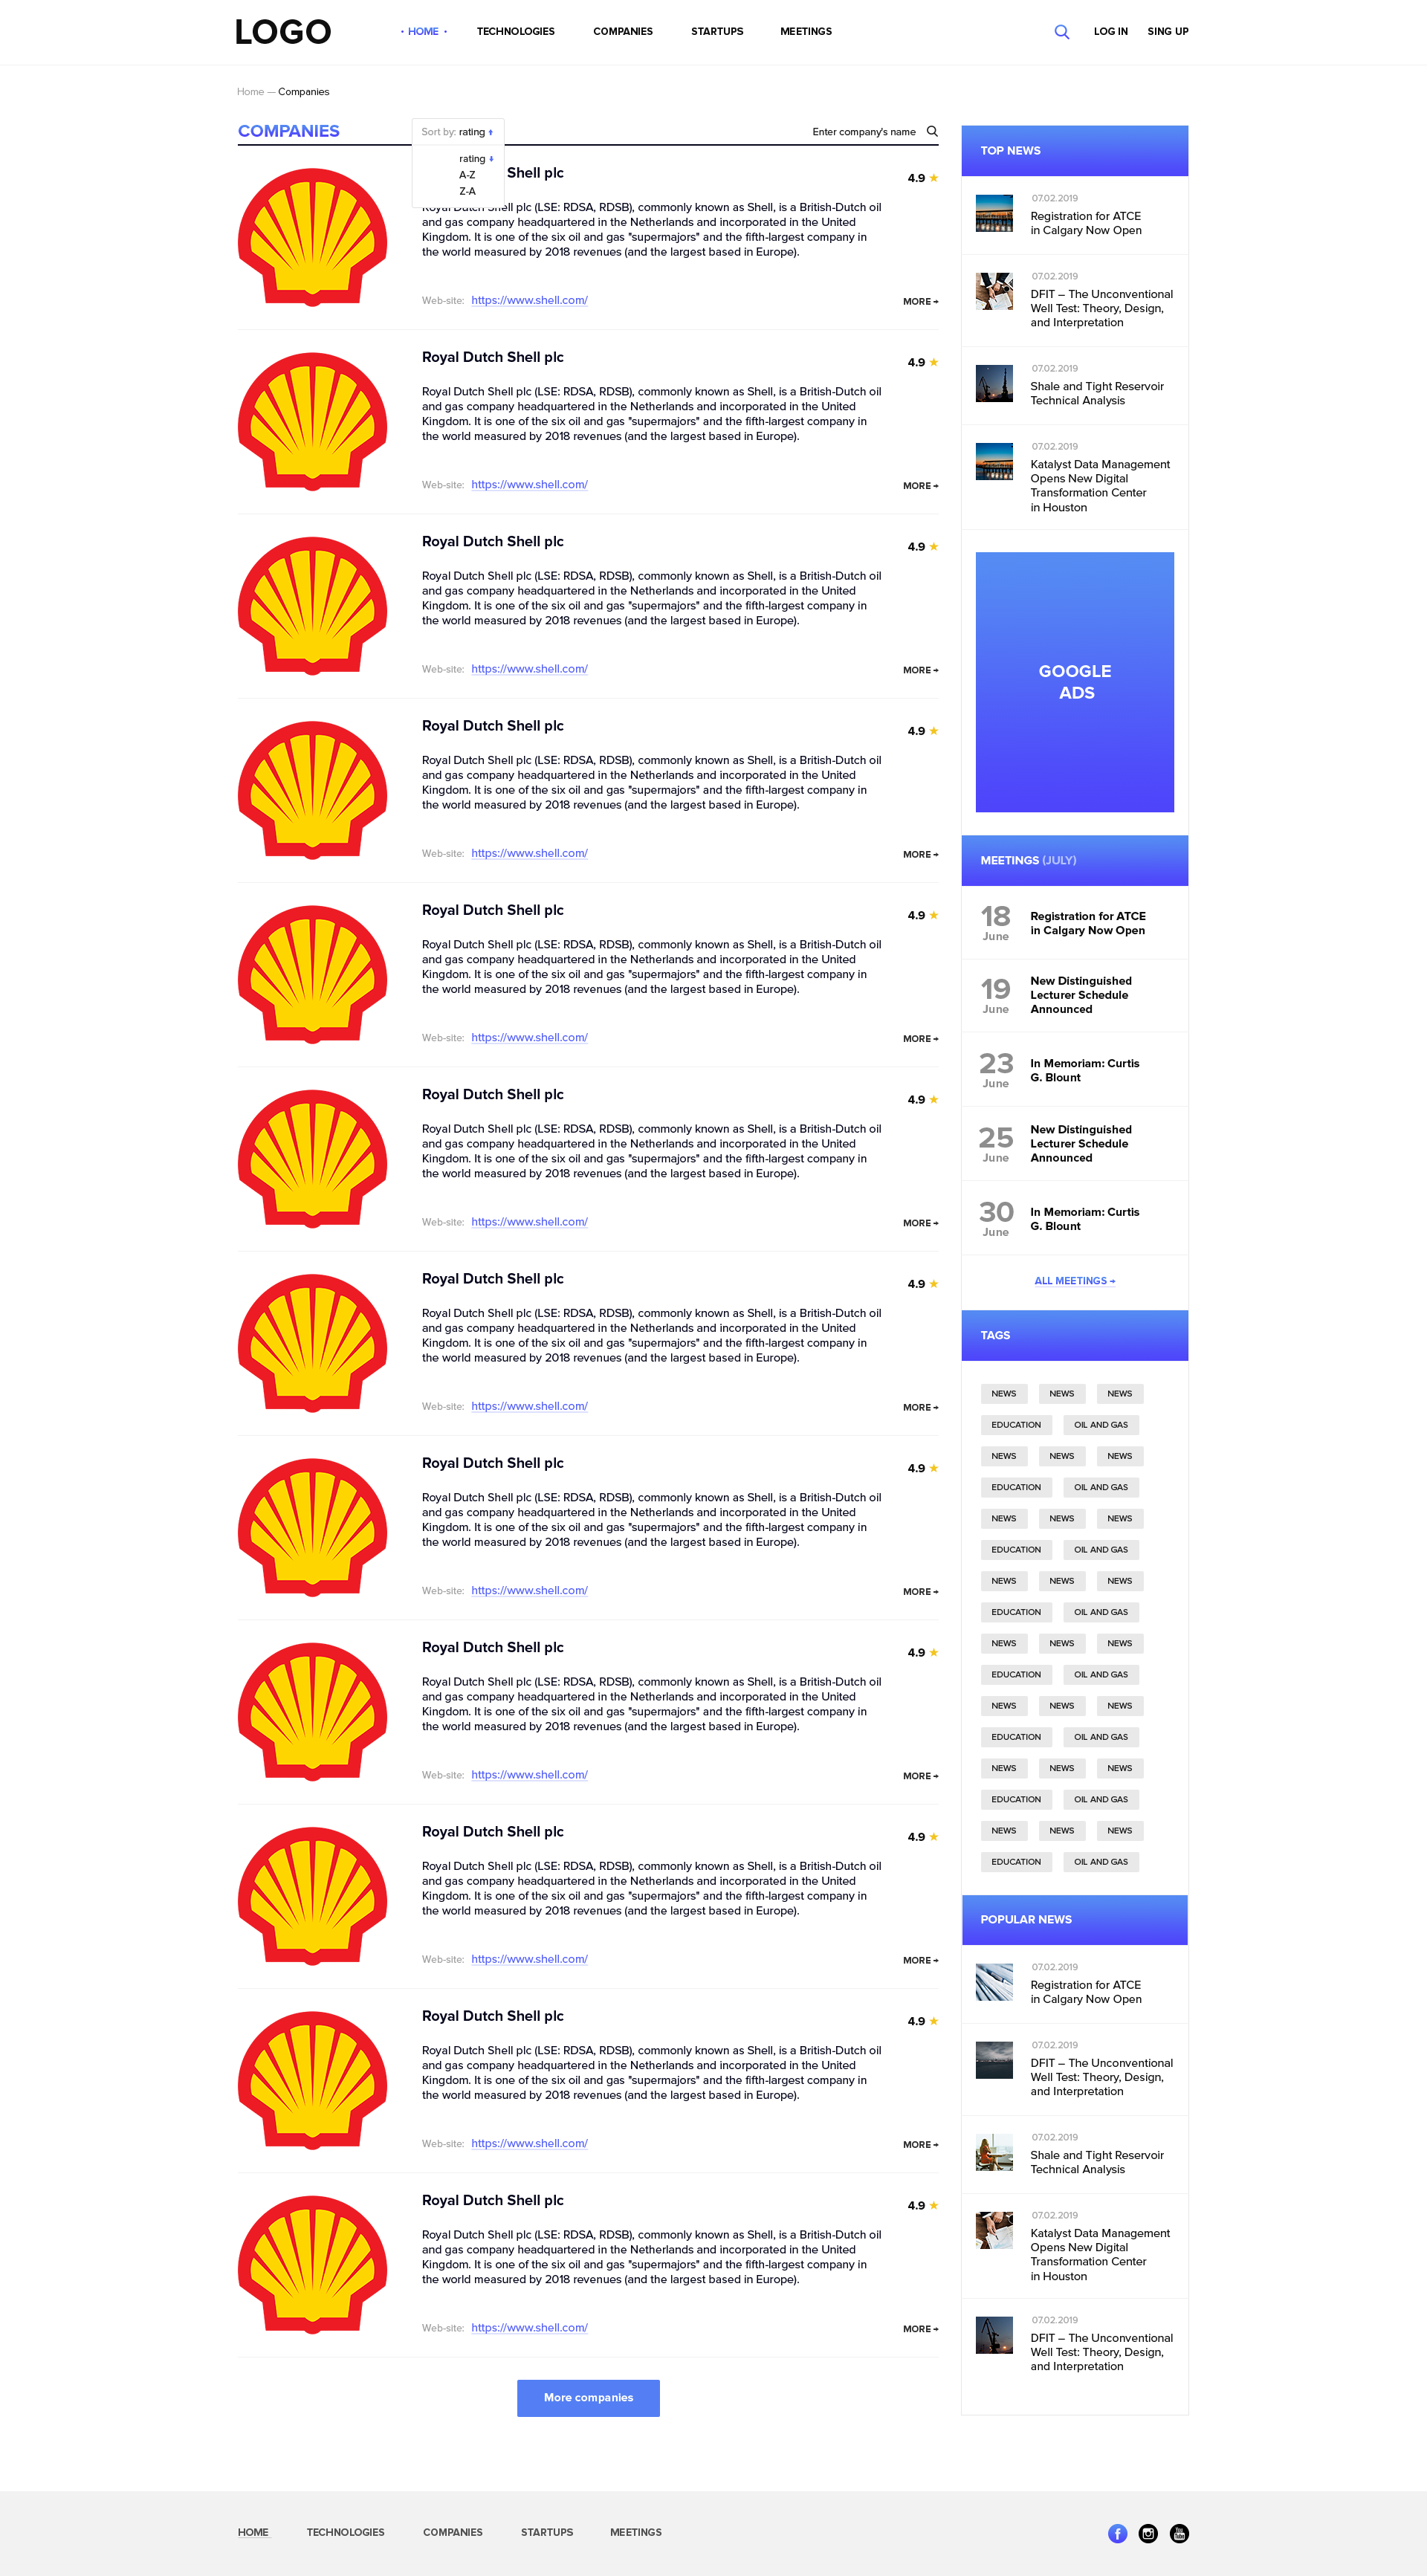 LOGO
• HOME • TECHNOLOGIES COMPANIES STARTUPS MEETINGS LOG IN SING UP
Home — Companies
COMPANIES
Sort by: rating ↑
rating ↓
A-Z
Z-A
Enter company's name
Shell plc
4.9 ★
Royal Dutch Shell plc (LSE: RDSA, RDSB), commonly known as Shell, is a British-Dutch oil
and gas company headquartered in the Netherlands and incorporated in the United
Kingdom. It is one of the six oil and gas "supermajors" and the fifth-largest company in
the world measured by 2018 revenues (and the largest based in Europe).
Web-site: https://www.shell.com/
MORE →
Royal Dutch Shell plc
4.9 ★
Royal Dutch Shell plc (LSE: RDSA, RDSB), commonly known as Shell, is a British-Dutch oil
and gas company headquartered in the Netherlands and incorporated in the United
Kingdom. It is one of the six oil and gas "supermajors" and the fifth-largest company in
the world measured by 2018 revenues (and the largest based in Europe).
Web-site: https://www.shell.com/
MORE →
Royal Dutch Shell plc
4.9 ★
Royal Dutch Shell plc (LSE: RDSA, RDSB), commonly known as Shell, is a British-Dutch oil
and gas company headquartered in the Netherlands and incorporated in the United
Kingdom. It is one of the six oil and gas "supermajors" and the fifth-largest company in
the world measured by 2018 revenues (and the largest based in Europe).
Web-site: https://www.shell.com/
MORE →
Royal Dutch Shell plc
4.9 ★
Royal Dutch Shell plc (LSE: RDSA, RDSB), commonly known as Shell, is a British-Dutch oil
and gas company headquartered in the Netherlands and incorporated in the United
Kingdom. It is one of the six oil and gas "supermajors" and the fifth-largest company in
the world measured by 2018 revenues (and the largest based in Europe).
Web-site: https://www.shell.com/
MORE →
Royal Dutch Shell plc
4.9 ★
Royal Dutch Shell plc (LSE: RDSA, RDSB), commonly known as Shell, is a British-Dutch oil
and gas company headquartered in the Netherlands and incorporated in the United
Kingdom. It is one of the six oil and gas "supermajors" and the fifth-largest company in
the world measured by 2018 revenues (and the largest based in Europe).
Web-site: https://www.shell.com/
MORE →
Royal Dutch Shell plc
4.9 ★
Royal Dutch Shell plc (LSE: RDSA, RDSB), commonly known as Shell, is a British-Dutch oil
and gas company headquartered in the Netherlands and incorporated in the United
Kingdom. It is one of the six oil and gas "supermajors" and the fifth-largest company in
the world measured by 2018 revenues (and the largest based in Europe).
Web-site: https://www.shell.com/
MORE →
Royal Dutch Shell plc
4.9 ★
Royal Dutch Shell plc (LSE: RDSA, RDSB), commonly known as Shell, is a British-Dutch oil
and gas company headquartered in the Netherlands and incorporated in the United
Kingdom. It is one of the six oil and gas "supermajors" and the fifth-largest company in
the world measured by 2018 revenues (and the largest based in Europe).
Web-site: https://www.shell.com/
MORE →
Royal Dutch Shell plc
4.9 ★
Royal Dutch Shell plc (LSE: RDSA, RDSB), commonly known as Shell, is a British-Dutch oil
and gas company headquartered in the Netherlands and incorporated in the United
Kingdom. It is one of the six oil and gas "supermajors" and the fifth-largest company in
the world measured by 2018 revenues (and the largest based in Europe).
Web-site: https://www.shell.com/
MORE →
Royal Dutch Shell plc
4.9 ★
Royal Dutch Shell plc (LSE: RDSA, RDSB), commonly known as Shell, is a British-Dutch oil
and gas company headquartered in the Netherlands and incorporated in the United
Kingdom. It is one of the six oil and gas "supermajors" and the fifth-largest company in
the world measured by 2018 revenues (and the largest based in Europe).
Web-site: https://www.shell.com/
MORE →
Royal Dutch Shell plc
4.9 ★
Royal Dutch Shell plc (LSE: RDSA, RDSB), commonly known as Shell, is a British-Dutch oil
and gas company headquartered in the Netherlands and incorporated in the United
Kingdom. It is one of the six oil and gas "supermajors" and the fifth-largest company in
the world measured by 2018 revenues (and the largest based in Europe).
Web-site: https://www.shell.com/
MORE →
Royal Dutch Shell plc
4.9 ★
Royal Dutch Shell plc (LSE: RDSA, RDSB), commonly known as Shell, is a British-Dutch oil
and gas company headquartered in the Netherlands and incorporated in the United
Kingdom. It is one of the six oil and gas "supermajors" and the fifth-largest company in
the world measured by 2018 revenues (and the largest based in Europe).
Web-site: https://www.shell.com/
MORE →
Royal Dutch Shell plc
4.9 ★
Royal Dutch Shell plc (LSE: RDSA, RDSB), commonly known as Shell, is a British-Dutch oil
and gas company headquartered in the Netherlands and incorporated in the United
Kingdom. It is one of the six oil and gas "supermajors" and the fifth-largest company in
the world measured by 2018 revenues (and the largest based in Europe).
Web-site: https://www.shell.com/
MORE →
More companies
TOP NEWS
07.02.2019
Registration for ATCE
in Calgary Now Open
07.02.2019
DFIT – The Unconventional
Well Test: Theory, Design,
and Interpretation
07.02.2019
Shale and Tight Reservoir
Technical Analysis
07.02.2019
Katalyst Data Management
Opens New Digital
Transformation Center
in Houston
GOOGLE
ADS
MEETINGS (JULY)
18
June
Registration for ATCE
in Calgary Now Open
19
June
New Distinguished
Lecturer Schedule
Announced
23
June
In Memoriam: Curtis
G. Blount
25
June
New Distinguished
Lecturer Schedule
Announced
30
June
In Memoriam: Curtis
G. Blount
ALL MEETINGS →
TAGS
NEWS NEWS NEWS
EDUCATION OIL AND GAS
NEWS NEWS NEWS
EDUCATION OIL AND GAS
NEWS NEWS NEWS
EDUCATION OIL AND GAS
NEWS NEWS NEWS
EDUCATION OIL AND GAS
NEWS NEWS NEWS
EDUCATION OIL AND GAS
NEWS NEWS NEWS
EDUCATION OIL AND GAS
NEWS NEWS NEWS
EDUCATION OIL AND GAS
NEWS NEWS NEWS
EDUCATION OIL AND GAS
POPULAR NEWS
07.02.2019
Registration for ATCE
in Calgary Now Open
07.02.2019
DFIT – The Unconventional
Well Test: Theory, Design,
and Interpretation
07.02.2019
Shale and Tight Reservoir
Technical Analysis
07.02.2019
Katalyst Data Management
Opens New Digital
Transformation Center
in Houston
07.02.2019
DFIT – The Unconventional
Well Test: Theory, Design,
and Interpretation
HOME TECHNOLOGIES COMPANIES STARTUPS MEETINGS
f You Tube